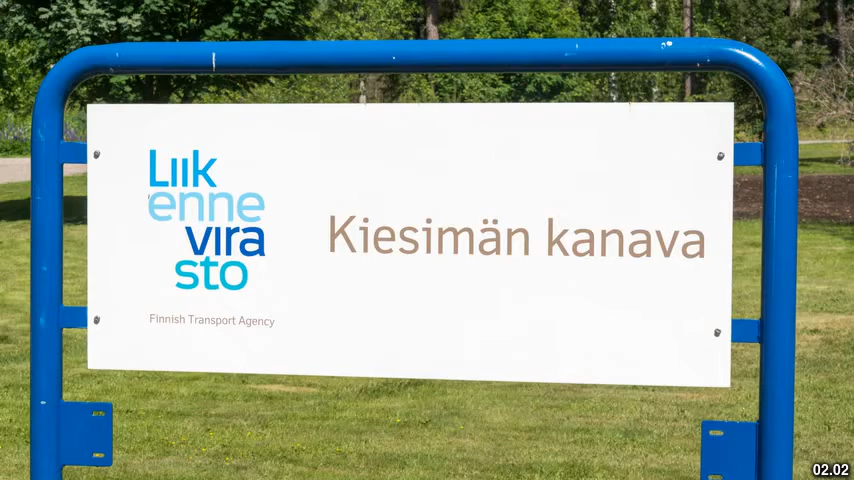 Liik
enne
vira
sto
Finnish Transport Agency
Kiesimän kanava
02.02